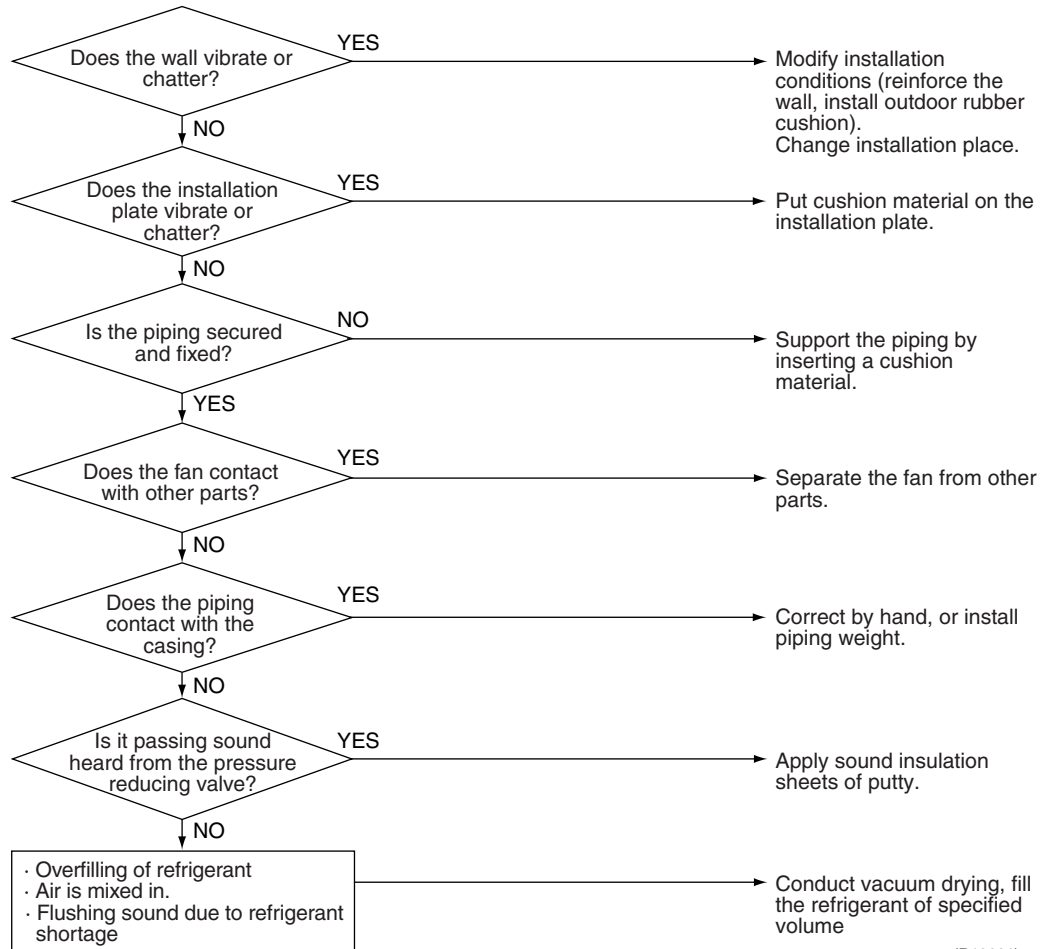 Does the wall vibrate or
chatter?
YES
Modify installation
conditions (reinforce the
wall, install outdoor rubber
cushion).
Change installation place.
NO
Does the installation
plate vibrate or
chatter?
YES
Put cushion material on the
installation plate.
NO
Is the piping secured
and fixed?
NO
Support the piping by
inserting a cushion
material.
YES
Does the fan contact
with other parts?
YES
Separate the fan from other
parts.
NO
Does the piping
contact with the
casing?
YES
Correct by hand, or install
piping weight.
NO
Is it passing sound
heard from the pressure
reducing valve?
YES
Apply sound insulation
sheets of putty.
NO
· Overfilling of refrigerant
· Air is mixed in.
· Flushing sound due to refrigerant
shortage
Conduct vacuum drying, fill
the refrigerant of specified
volume